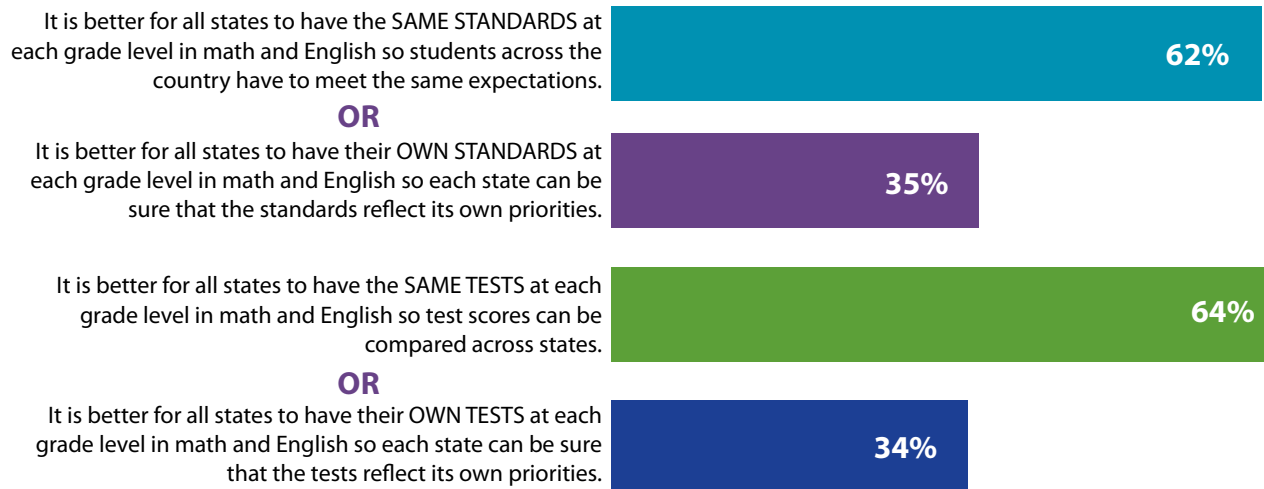 It is better for all states to have the SAME STANDARDS at
each grade level in math and English so students across the
country have to meet the same expectations.
62%
OR
It is better for all states to have their OWN STANDARDS at
each grade level in math and English so each state can be
sure that the standards reflect its own priorities.
35%
It is better for all states to have the SAME TESTS at each
grade level in math and English so test scores can be
compared across states.
64%
OR
It is better for all states to have their OWN TESTS at each
grade level in math and English so each state can be sure
that the tests reflect its own priorities.
34%